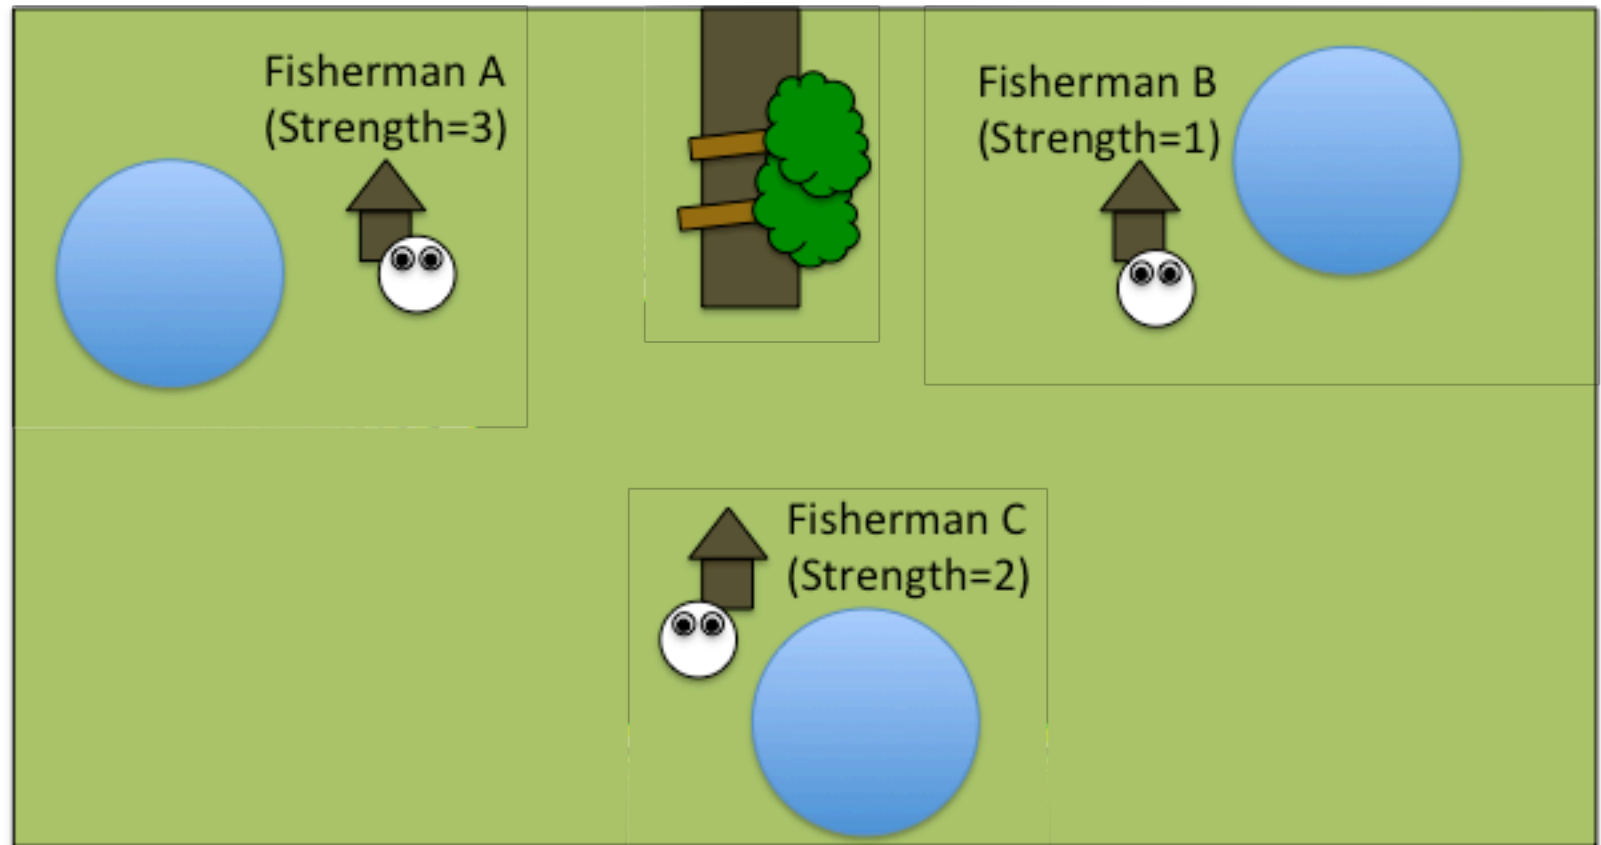 Fisherman A
(Strength=3)
Fisherman B
(Strength=1)
Fisherman C
(Strength=2)